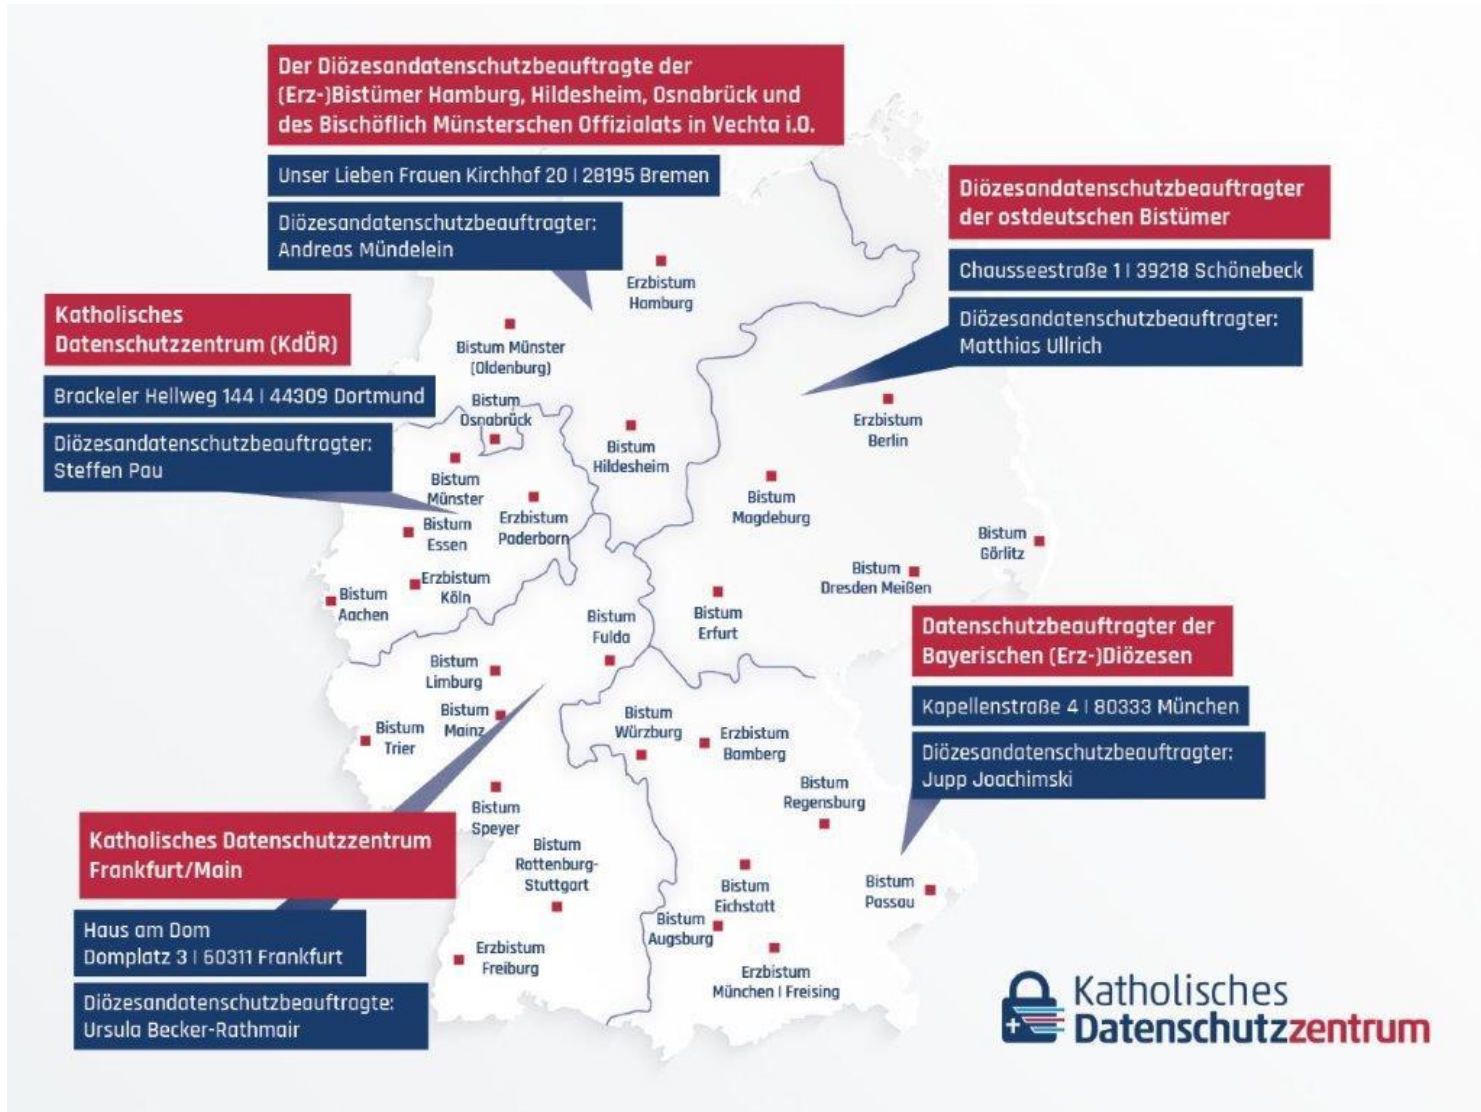 Der Diözesandatenschutzbeauftragte der
(Erz-)Bistümer Hamburg, Hildesheim, Osnabrück und
des Bischöflich Münsterschen Offizialats in Vechta i.O.
Unser Lieben Frauen Kirchhof 20 | 28195 Bremen
Diözesandatenschutzbeauftragter:
Andreas Mündelein
Diözesandatenschutzbeauftragter
der ostdeutschen Bistümer
Chausseestraße 1 | 39218 Schönebeck
Diözesandatenschutzbeauftragter:
Matthias Ullrich
Katholisches
Datenschutzzentrum (KdÖR)
Brackeler Hellweg 144 | 44309 Dortmund
Diözesandatenschutzbeauftragter:
Steffen Pau
Erzbistum
Hamburg
Bistum Münster
(Oldenburg)
Bistum
Osnabrück
Bistum
Hildesheim
Erzbistum
Berlin
Bistum
Münster
Erzbistum
Paderborn
Bistum
Essen
Bistum
Magdeburg
Bistum
Görlitz
Bistum
Dresden Meißen
Erzbistum
Köln
Bistum
Aachen
Bistum
Fulda
Bistum
Erfurt
Datenschutzbeauftragter der
Bayerischen (Erz-)Diözesen
Kapellenstraße 4 | 80333 München
Diözesandatenschutzbeauftragter:
Jupp Joachimski
Bistum
Limburg
Bistum
Mainz
Bistum
Trier
Bistum
Würzburg
Erzbistum
Bamberg
Bistum
Regensburg
Bistum
Speyer
Bistum
Rottenburg-
Stuttgart
Bistum
Eichstatt
Bistum
Passau
Bistum
Augsburg
Erzbistum
Freiburg
Erzbistum
München | Freising
Katholisches Datenschutzzentrum
Frankfurt/Main
Haus am Dom
Domplatz 3 | 60311 Frankfurt
Diözesandatenschutzbeauftragte:
Ursula Becker-Rathmair
Katholisches
Datenschutzzentrum